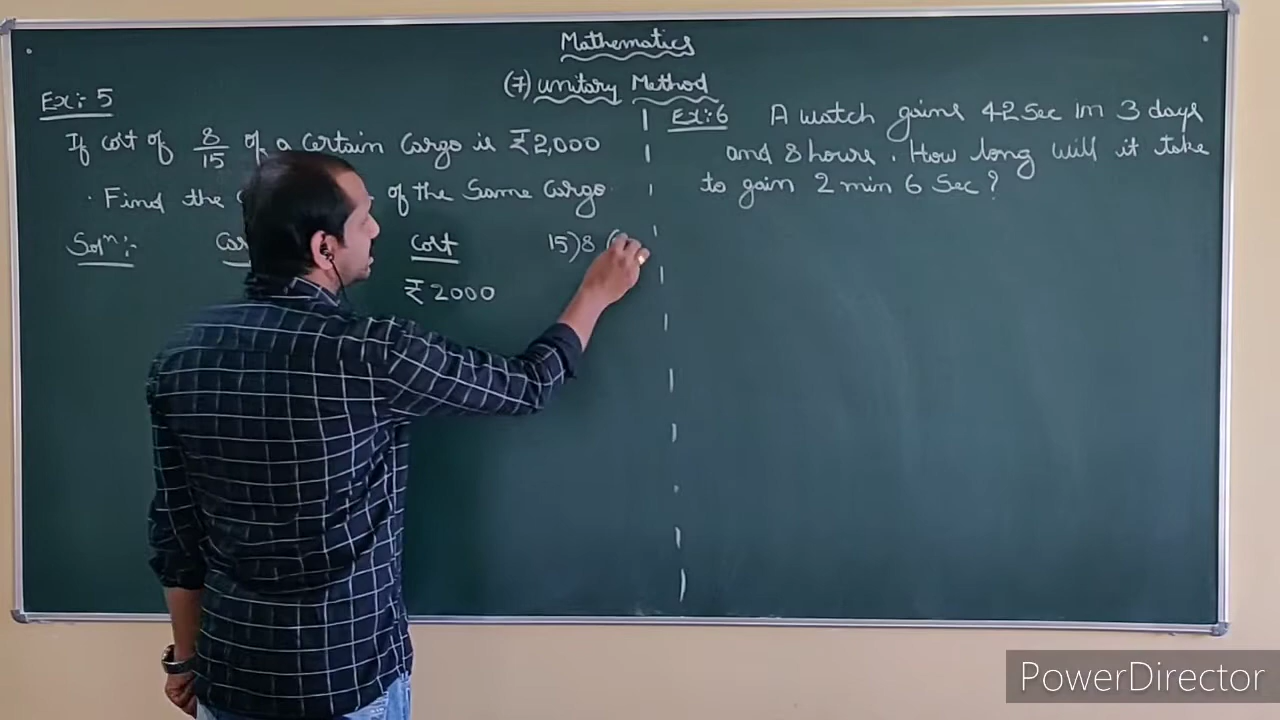 Mathematics
(7) unitary Method
Ex:- 5
If cost of 8/15 of a certain Cargo is ₹2,000
Find the of the Same Cargo
Solⁿ:- Cost
₹ 2000
15)8(
Ex:-6 A watch gains 42 Sec in 3 days
and 8 hours. How long will it take
to gain 2 min 6 Sec?
PowerDirector